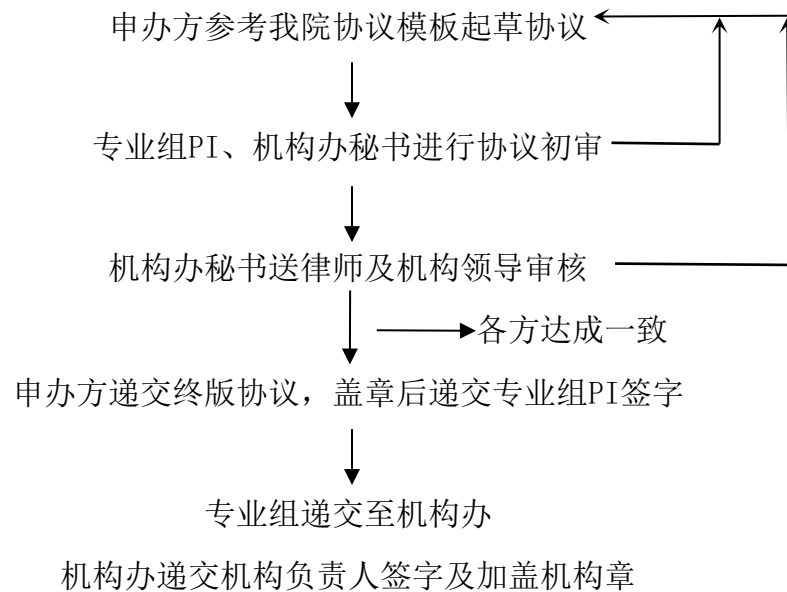 申办方参考我院协议模板起草协议
专业组PI、机构办秘书进行协议初审
机构办秘书送律师及机构领导审核
各方达成一致
申办方递交终版协议，盖章后递交专业组PI签字
专业组递交至机构办
机构办递交机构负责人签字及加盖机构章